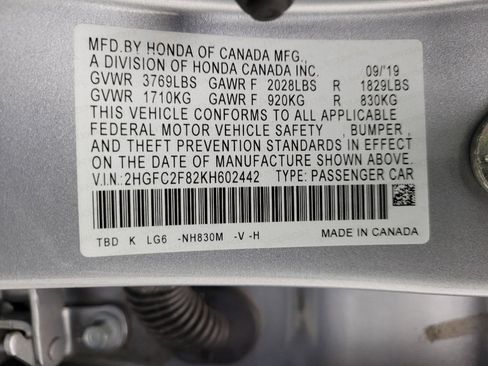 MFD.BY HONDA OF CANADA MFG.,
A DIVISION OF HONDA CANADA INC. 09/'19
GVWR 3769LBS GAWR F 2028LBS R 1829LBS
GVWR 1710KG GAWR F 920KG R 830KG
THIS VEHICLE CONFORMS TO ALL APPLICABLE
FEDERAL MOTOR VEHICLE SAFETY , BUMPER ,
AND THEFT PREVENTION STANDARDS IN EFFECT
ON THE DATE OF MANUFACTURE SHOWN ABOVE.
V.I.N.:2HGFC2F82KH602442 TYPE: PASSENGER CAR
TBD K LG6 -NH830M -V -H MADE IN CANADA